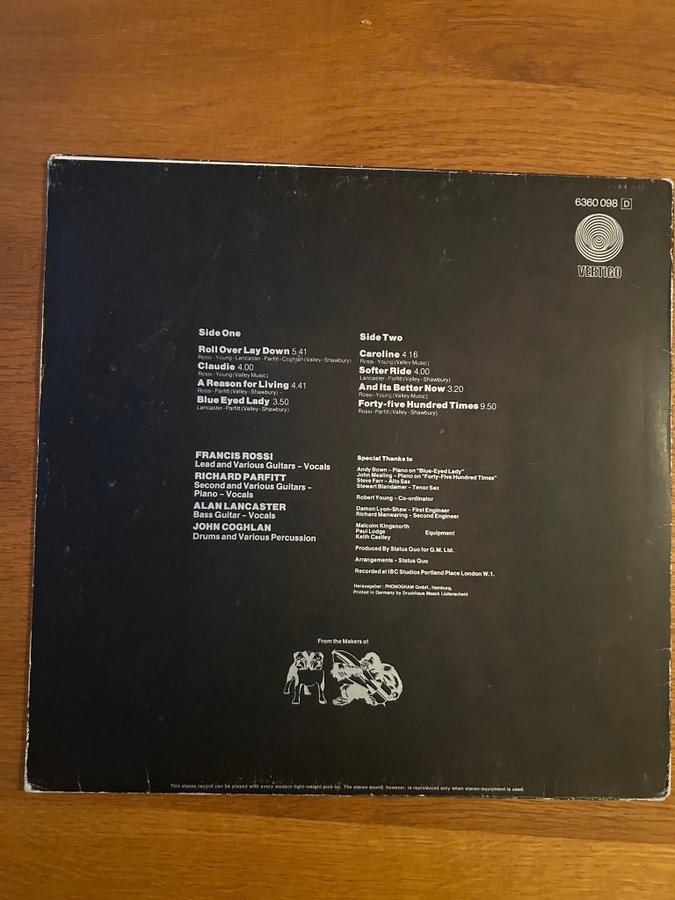 6360 098 D
VERTIGO
Side One
Roll Over Lay Down 5.41
Rossi - Young - Lancaster - Parfitt - Coghlan (Valley - Shawbury)
Claudie 4.00
Rossi - Young (Valley Music)
A Reason for Living 4.41
Rossi - Parfitt (Valley - Shawbury)
Blue Eyed Lady 3.50
Lancaster - Parfitt (Valley - Shawbury)
Side Two
Caroline 4.16
Rossi - Young (Valley Music)
Softer Ride 4.00
Lancaster - Parfitt (Valley - Shawbury)
And Its Better Now 3.20
Rossi - Young (Valley Music)
Forty-five Hundred Times 9.50
Rossi - Parfitt (Valley - Shawbury)
FRANCIS ROSSI
Lead and Various Guitars – Vocals
RICHARD PARFITT
Second and Various Guitars –
Piano – Vocals
ALAN LANCASTER
Bass Guitar – Vocals
JOHN COGHLAN
Drums and Various Percussion
Special Thanks to
Andy Bown - Piano on "Blue-Eyed Lady"
John Mealing - Piano on "Forty-Five Hundred Times"
Steve Farr - Alto Sax
Stewart Blandamer - Tenor Sax
Robert Young - Co-ordinator
Damon Lyon-Shaw - First Engineer
Richard Manwaring - Second Engineer
Malcolm Kingsnorth
Paul Lodge Equipment
Keith Castley
Produced By Status Quo for G.M. Ltd.
Arrangements - Status Quo
Recorded at IBC Studios Portland Place London W.1.
Herausgeber: PHONOGRAM GmbH., Hamburg,
Printed in Germany by Druckhaus Maack Lüdenscheid
From the Makers of
This stereo record can be played with every modern light-weight pick-up. The stereo sound, however, is reproduced only when stereo-equipment is used.